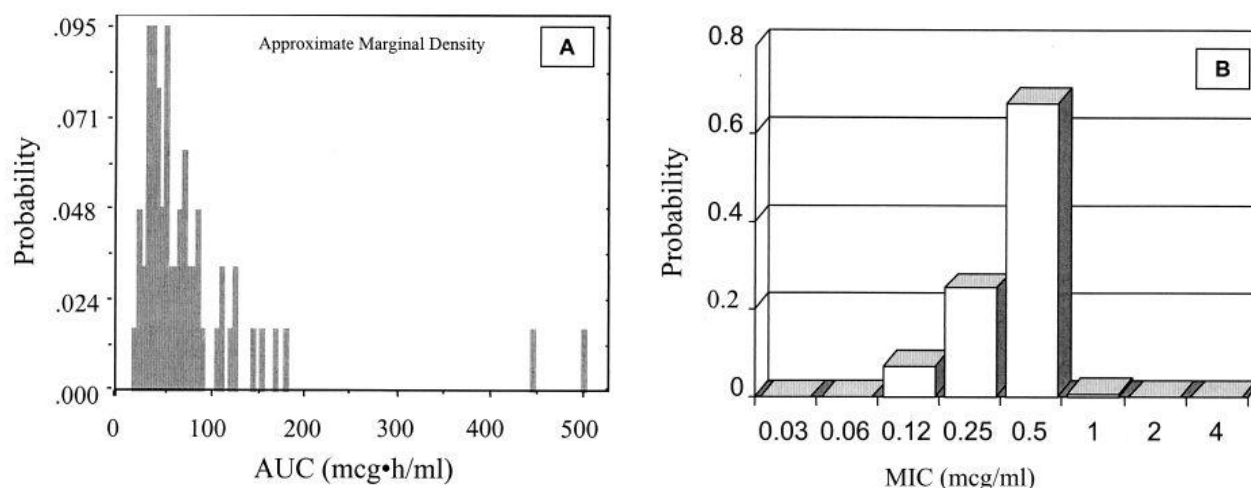 .095
.071
.048
.024
.000
Probability
Approximate Marginal Density
A
0 100 200 300 400 500
AUC (mcg•h/ml)
0.8
0.6
0.4
0.2
0
Probability
B
0.03 0.06 0.12 0.25 0.5 1 2 4
MIC (mcg/ml)